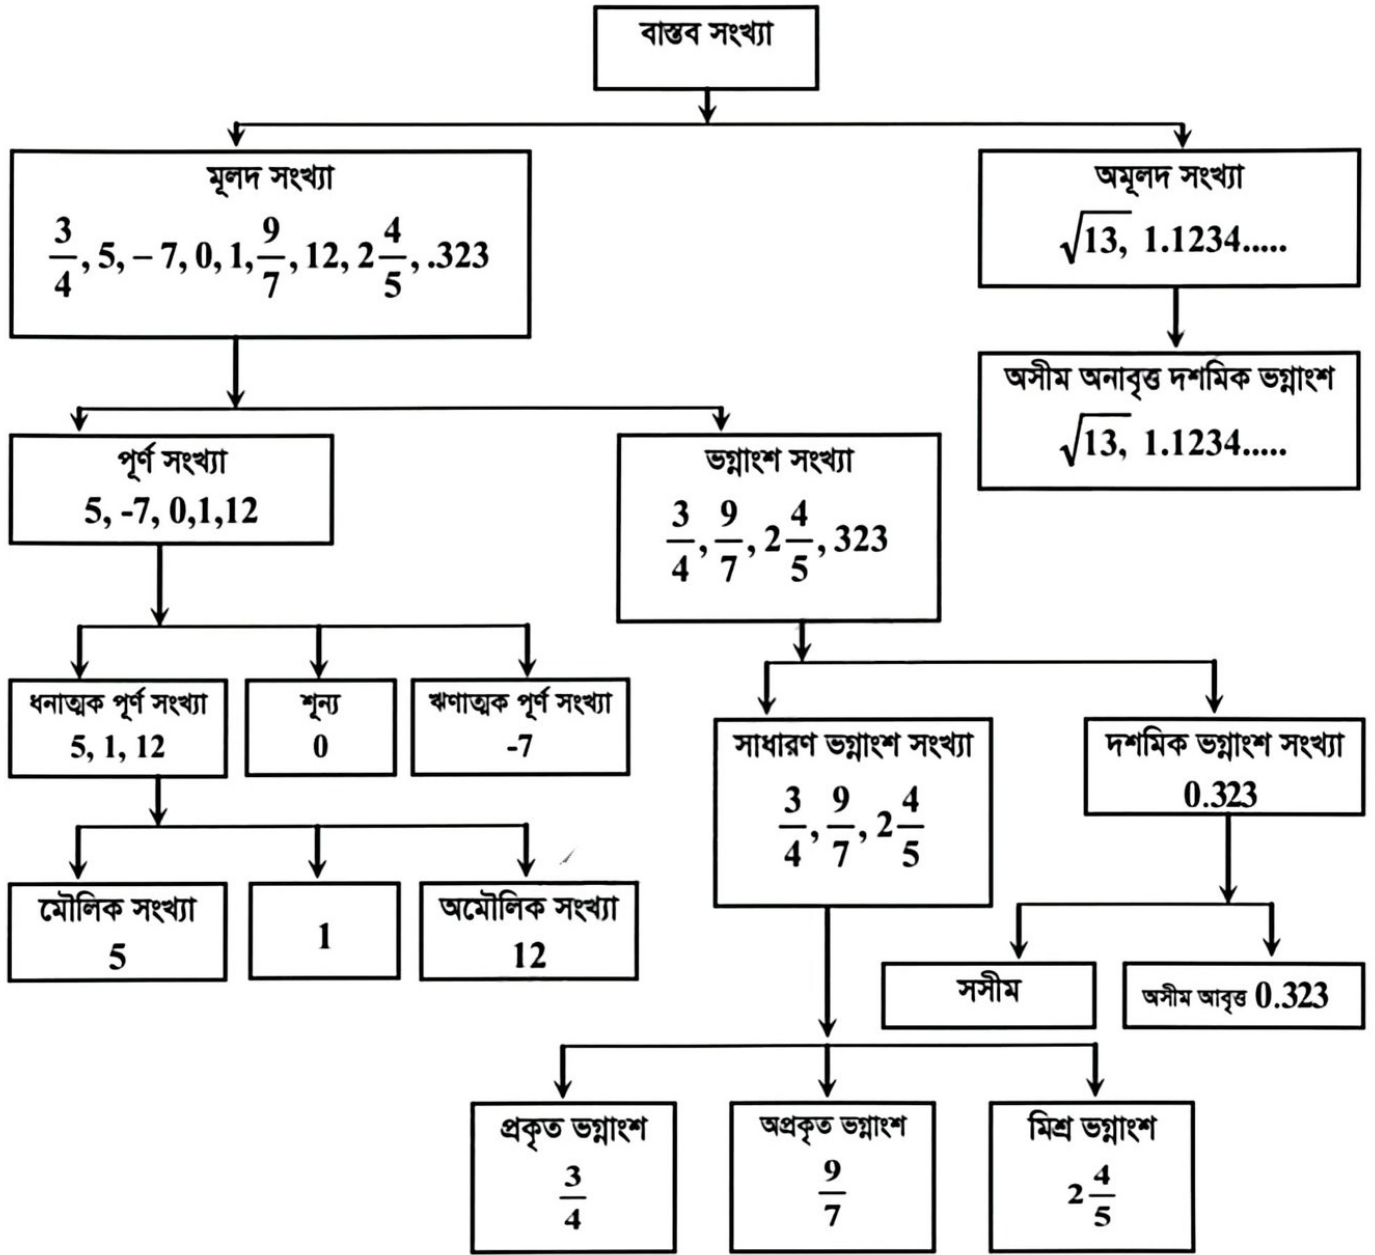 বাস্তব সংখ্যা
মূলদ সংখ্যা
3/4, 5, – 7, 0, 1, 9/7, 12, 2 4/5, .323
অমূলদ সংখ্যা
√13, 1.1234.....
অসীম অনাবৃত্ত দশমিক ভগ্নাংশ
√13, 1.1234.....
পূর্ণ সংখ্যা
5, -7, 0,1,12
ভগ্নাংশ সংখ্যা
3/4, 9/7, 2 4/5, 323
ধনাত্মক পূর্ণ সংখ্যা
5, 1, 12
শূন্য
0
ঋণাত্মক পূর্ণ সংখ্যা
-7
সাধারণ ভগ্নাংশ সংখ্যা
3/4, 9/7, 2 4/5
দশমিক ভগ্নাংশ সংখ্যা
0.323
মৌলিক সংখ্যা
5
1
অমৌলিক সংখ্যা
12
সসীম
অসীম আবৃত্ত 0.323
প্রকৃত ভগ্নাংশ
3/4
অপ্রকৃত ভগ্নাংশ
9/7
মিশ্র ভগ্নাংশ
2 4/5